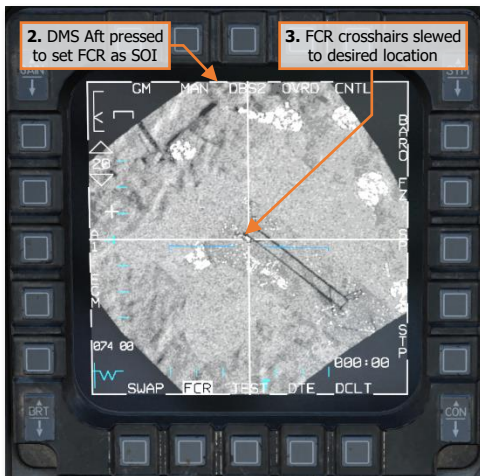 2. DMS Aft pressed
to set FCR as SOI
3. FCR crosshairs slewed
to desired location
GAIN
SYM
GM MAN DBS2 OVRD CNTL
BARO
20
FZ
SP
STP
074 00
000:00
SWAP FCR TEST DTE DCLT
BRT
CON